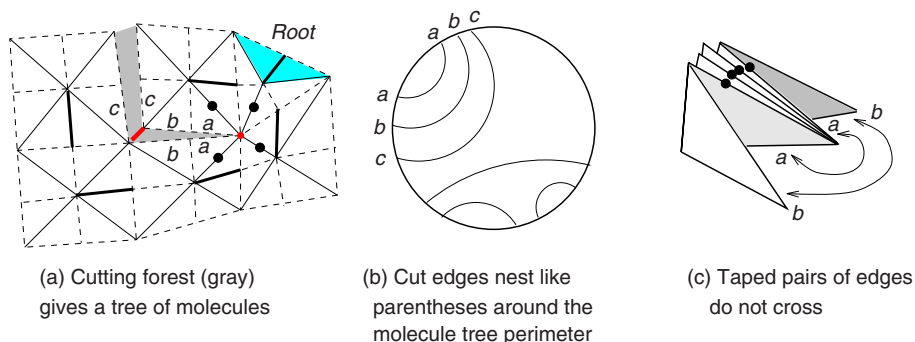 Root
c
c
b
a
a
b
a
b
c
a
b
c
a
b
a
b
(a) Cutting forest (gray)
gives a tree of molecules
(b) Cut edges nest like
parentheses around the
molecule tree perimeter
(c) Taped pairs of edges
do not cross